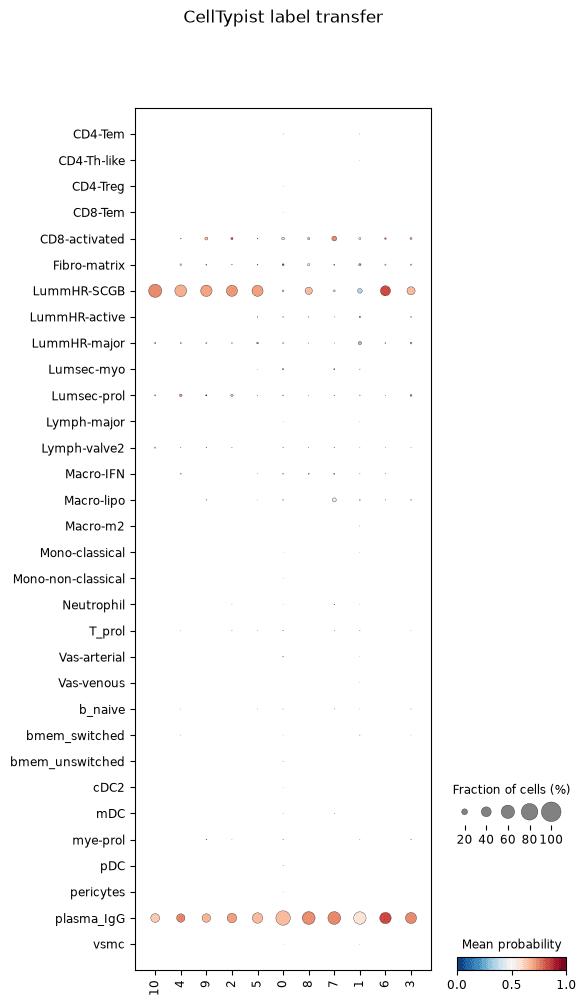 CellTypist label transfer
CD4-Tem
CD4-Th-like
CD4-Treg
CD8-Tem
CD8-activated
Fibro-matrix
LummHR-SCGB
LummHR-active
LummHR-major
Lumsec-myo
Lumsec-prol
Lymph-major
Lymph-valve2
Macro-IFN
Macro-lipo
Macro-m2
Mono-classical
Mono-non-classical
Neutrophil
T_prol
Vas-arterial
Vas-venous
b_naive
bmem_switched
bmem_unswitched
cDC2
mDC
mye-prol
pDC
pericytes
plasma_IgG
vsmc
10 4 9 2 5 0 8 7 1 6 3
Fraction of cells (%)
20 40 60 80 100
Mean probability
0.0 0.5 1.0